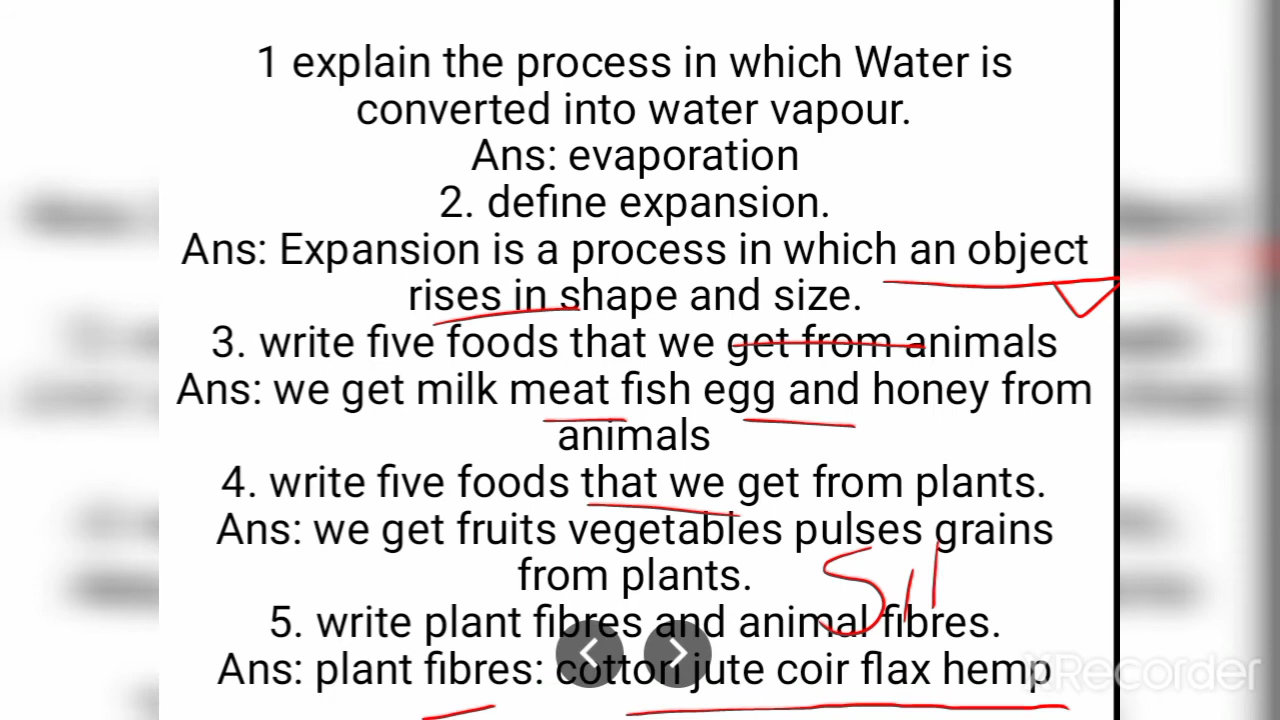 1 explain the process in which Water is
converted into water vapour.
Ans: evaporation
2. define expansion.
Ans: Expansion is a process in which an object
rises in shape and size.
3. write five foods that we get from animals
Ans: we get milk meat fish egg and honey from
animals
4. write five foods that we get from plants.
Ans: we get fruits vegetables pulses grains
from plants.
Sil
5. write plant fibres and animal fibres.
Ans: plant fibres: cotton jute coir flax hemp
XRecorder